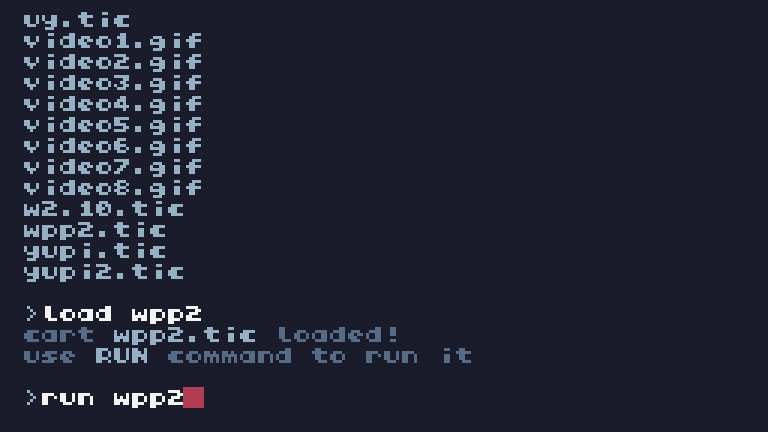 uy.tic
video1.gif
video2.gif
video3.gif
video4.gif
video5.gif
video6.gif
video7.gif
video8.gif
w2.10.tic
wpp2.tic
yupi.tic
yupi2.tic
>load wpp2
cart wpp2.tic loaded!
use RUN command to run it
>run wpp2